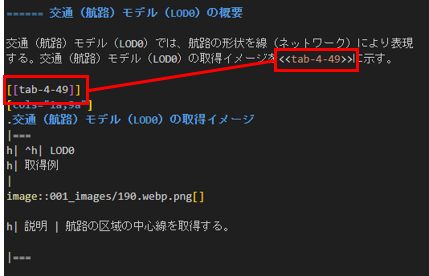 ====== 交通（航路）モデル（LOD0）の概要
交通（航路）モデル（LOD0）では、航路の形状を線（ネットワーク）により表現
する。交通（航路）モデル（LOD0）の取得イメージを<<tab-4-49>>に示す。
[[tab-4-49]]
[cols="1a,9a"]
.交通（航路）モデル（LOD0）の取得イメージ
|===
h| ^h| LOD0
h| 取得例
|
image::001_images/190.webp.png[]
h| 説明 | 航路の区域の中心線を取得する。
|===